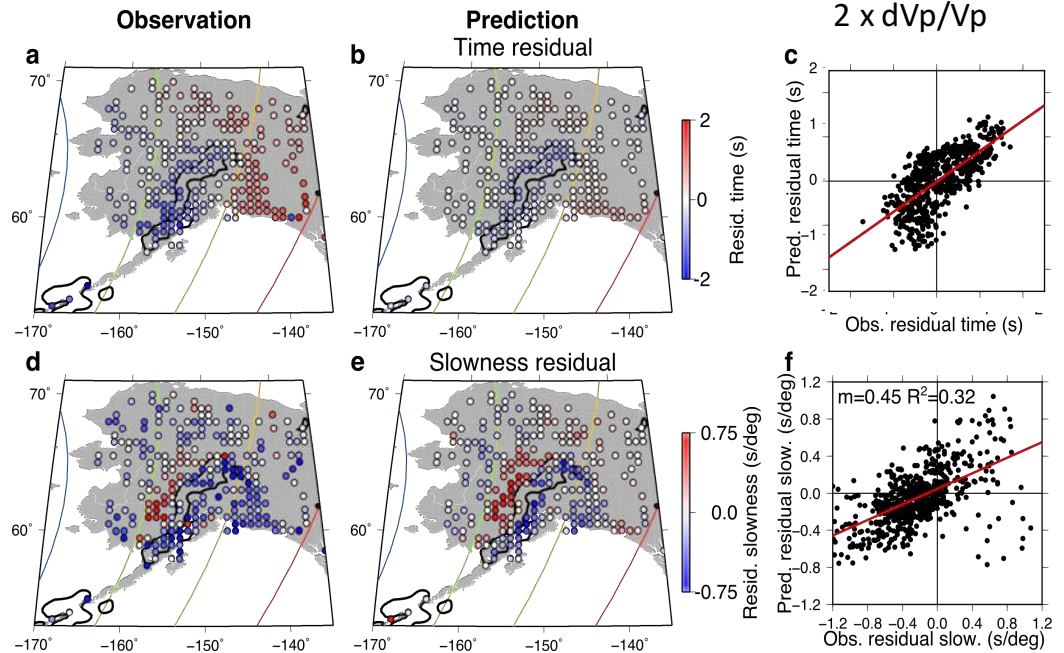 Observation
Prediction
2 x dVp/Vp
a
b
Time residual
c
70°
60°
-170°
-160°
-150°
-140°
60°
-170°
-160°
-150°
-140°
2
0
-2
Resid. time (s)
2
1
0
-1
-2
Pred. residual time (s)
Obs. residual time (s)
d
e
Slowness residual
f
70°
60°
-170°
-160°
-150°
-140°
60°
-170°
-160°
-150°
-140°
0.75
0.0
-0.75
Resid. slowness (s/deg)
m=0.45 R²=0.32
1.2
0.8
0.4
0.0
-0.4
-0.8
-1.2
Pred. residual slow. (s/deg)
-1.2 -0.8 -0.4 0.0 0.4 0.8 1.2
Obs. residual slow. (s/deg)